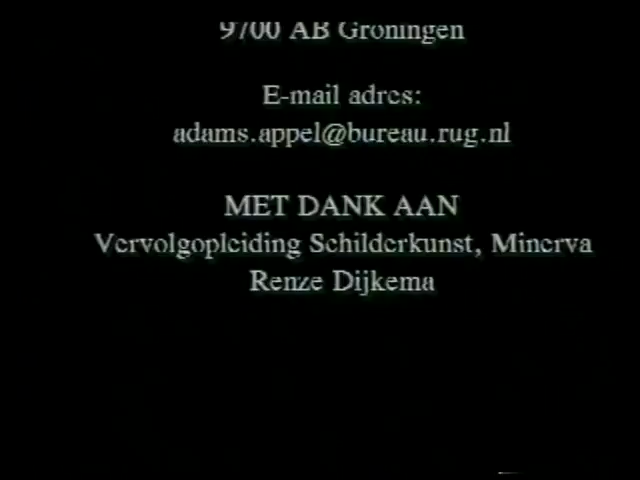 9700 AB Groningen
E-mail adres:
adams.appel@bureau.rug.nl
MET DANK AAN
Vervolgopleiding Schilderkunst, Minerva
Renze Dijkema